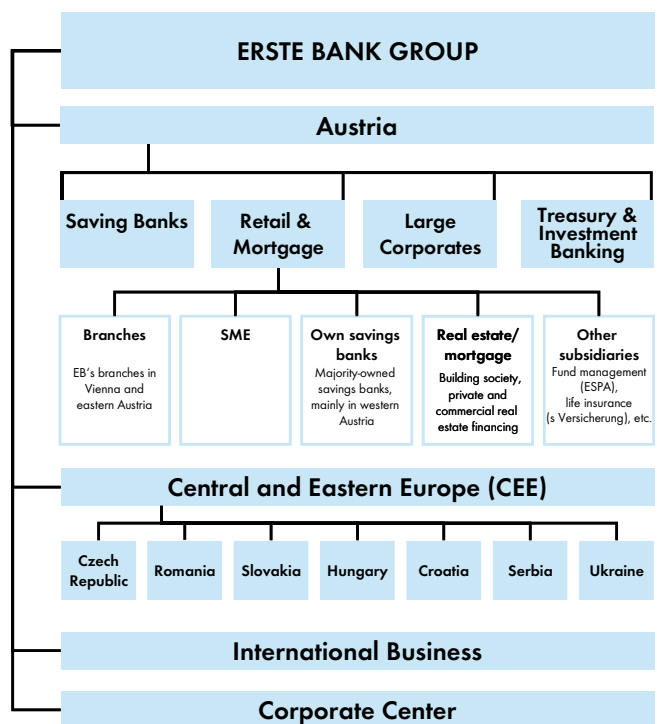 ERSTE BANK GROUP
Austria
Saving Banks
Retail &
Mortgage
Large
Corporates
Treasury &
Investment
Banking
Branches
EB's branches in
Vienna and
eastern Austria
SME
Own savings
banks
Majority-owned
savings banks,
mainly in western
Austria
Real estate/
mortgage
Building society,
private and
commercial real
estate financing
Other
subsidiaries
Fund management
(ESPA),
life insurance
(s Versicherung), etc.
Central and Eastern Europe (CEE)
Czech
Republic
Romania
Slovakia
Hungary
Croatia
Serbia
Ukraine
International Business
Corporate Center